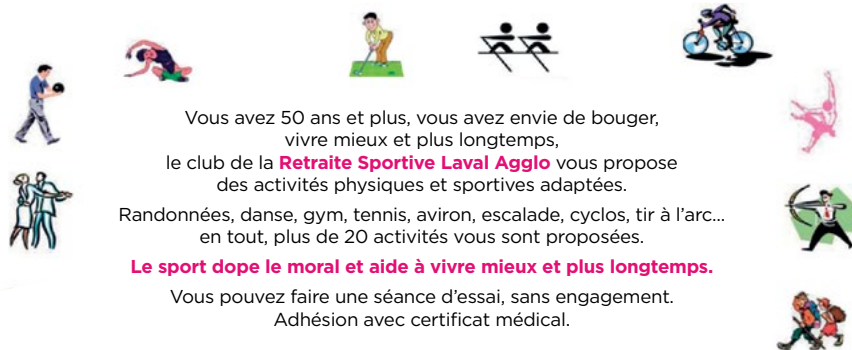 Vous avez 50 ans et plus, vous avez envie de bouger,
vivre mieux et plus longtemps,
le club de la Retraite Sportive Laval Agglo vous propose
des activités physiques et sportives adaptées.
Randonnées, danse, gym, tennis, aviron, escalade, cyclos, tir à l’arc...
en tout, plus de 20 activités vous sont proposées.
Le sport dope le moral et aide à vivre mieux et plus longtemps.
Vous pouvez faire une séance d’essai, sans engagement.
Adhésion avec certificat médical.